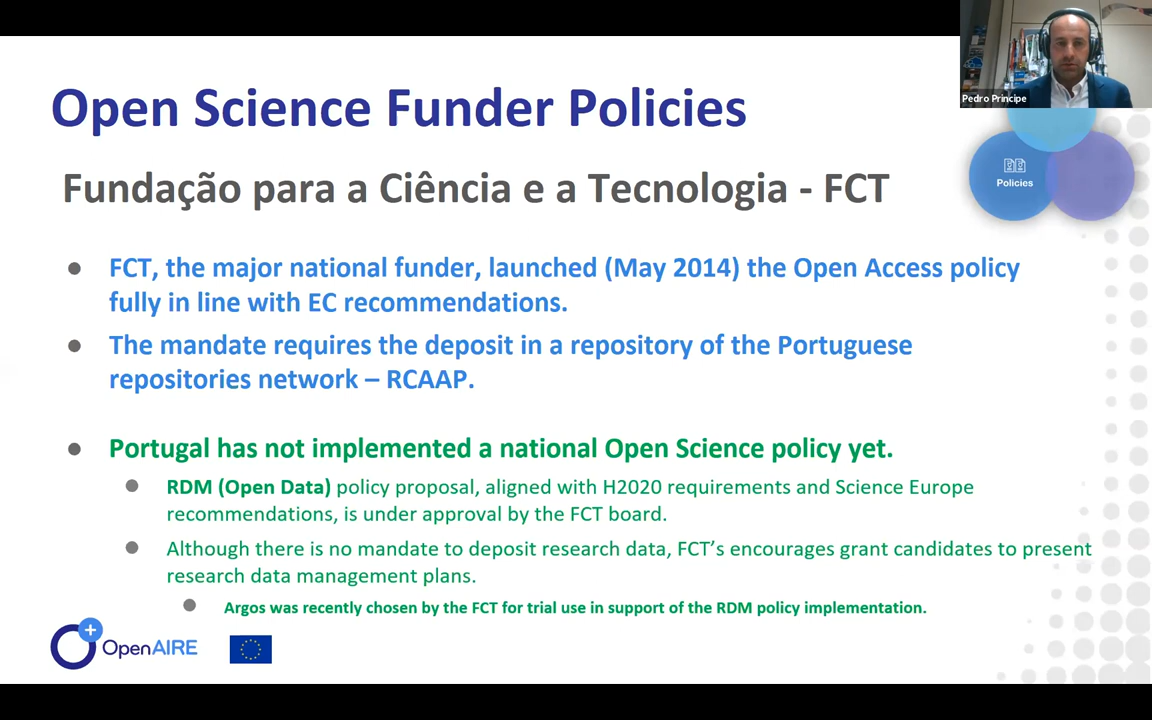 Pedro Principe
Open Science Funder Policies
Policies
Fundação para a Ciência e a Tecnologia - FCT
● FCT, the major national funder, launched (May 2014) the Open Access policy
fully in line with EC recommendations.
● The mandate requires the deposit in a repository of the Portuguese
repositories network – RCAAP.
● Portugal has not implemented a national Open Science policy yet.
● RDM (Open Data) policy proposal, aligned with H2020 requirements and Science Europe
recommendations, is under approval by the FCT board.
● Although there is no mandate to deposit research data, FCT’s encourages grant candidates to present
research data management plans.
● Argos was recently chosen by the FCT for trial use in support of the RDM policy implementation.
OpenAIRE